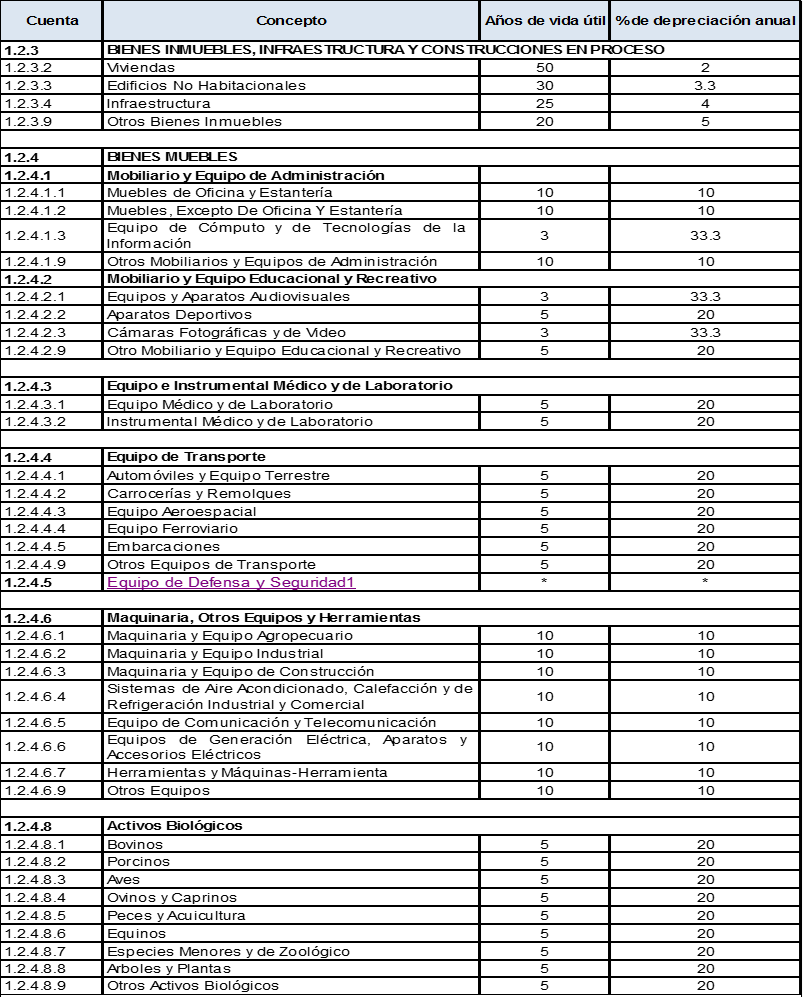 Cuenta Concepto Años de vida útil %de depreciación anual
1.2.3 BIENES INMUEBLES, INFRAESTRUCTURA Y CONSTRUCCIONES EN PROCESO
1.2.3.2 Viviendas 50 2
1.2.3.3 Edificios No Habitacionales 30 3.3
1.2.3.4 Infraestructura 25 4
1.2.3.9 Otros Bienes Inmuebles 20 5
1.2.4 BIENES MUEBLES
1.2.4.1 Mobiliario y Equipo de Administración
1.2.4.1.1 Muebles de Oficina y Estantería 10 10
1.2.4.1.2 Muebles, Excepto De Oficina Y Estantería 10 10
1.2.4.1.3 Equipo de Cómputo y de Tecnologías de la
Información 3 33.3
1.2.4.1.9 Otros Mobiliarios y Equipos de Administración 10 10
1.2.4.2 Mobiliario y Equipo Educacional y Recreativo
1.2.4.2.1 Equipos y Aparatos Audiovisuales 3 33.3
1.2.4.2.2 Aparatos Deportivos 5 20
1.2.4.2.3 Cámaras Fotográficas y de Video 3 33.3
1.2.4.2.9 Otro Mobiliario y Equipo Educacional y Recreativo 5 20
1.2.4.3 Equipo e Instrumental Médico y de Laboratorio
1.2.4.3.1 Equipo Médico y de Laboratorio 5 20
1.2.4.3.2 Instrumental Médico y de Laboratorio 5 20
1.2.4.4 Equipo de Transporte
1.2.4.4.1 Automóviles y Equipo Terrestre 5 20
1.2.4.4.2 Carrocerías y Remolques 5 20
1.2.4.4.3 Equipo Aeroespacial 5 20
1.2.4.4.4 Equipo Ferroviario 5 20
1.2.4.4.5 Embarcaciones 5 20
1.2.4.4.9 Otros Equipos de Transporte 5 20
1.2.4.5 Equipo de Defensa y Seguridad1 * *
1.2.4.6 Maquinaria, Otros Equipos y Herramientas
1.2.4.6.1 Maquinaria y Equipo Agropecuario 10 10
1.2.4.6.2 Maquinaria y Equipo Industrial 10 10
1.2.4.6.3 Maquinaria y Equipo de Construcción 10 10
1.2.4.6.4 Sistemas de Aire Acondicionado, Calefacción y de
Refrigeración Industrial y Comercial 10 10
1.2.4.6.5 Equipo de Comunicación y Telecomunicación 10 10
1.2.4.6.6 Equipos de Generación Eléctrica, Aparatos y
Accesorios Eléctricos 10 10
1.2.4.6.7 Herramientas y Máquinas-Herramienta 10 10
1.2.4.6.9 Otros Equipos 10 10
1.2.4.8 Activos Biológicos
1.2.4.8.1 Bovinos 5 20
1.2.4.8.2 Porcinos 5 20
1.2.4.8.3 Aves 5 20
1.2.4.8.4 Ovinos y Caprinos 5 20
1.2.4.8.5 Peces y Acuicultura 5 20
1.2.4.8.6 Equinos 5 20
1.2.4.8.7 Especies Menores y de Zoológico 5 20
1.2.4.8.8 Arboles y Plantas 5 20
1.2.4.8.9 Otros Activos Biológicos 5 20